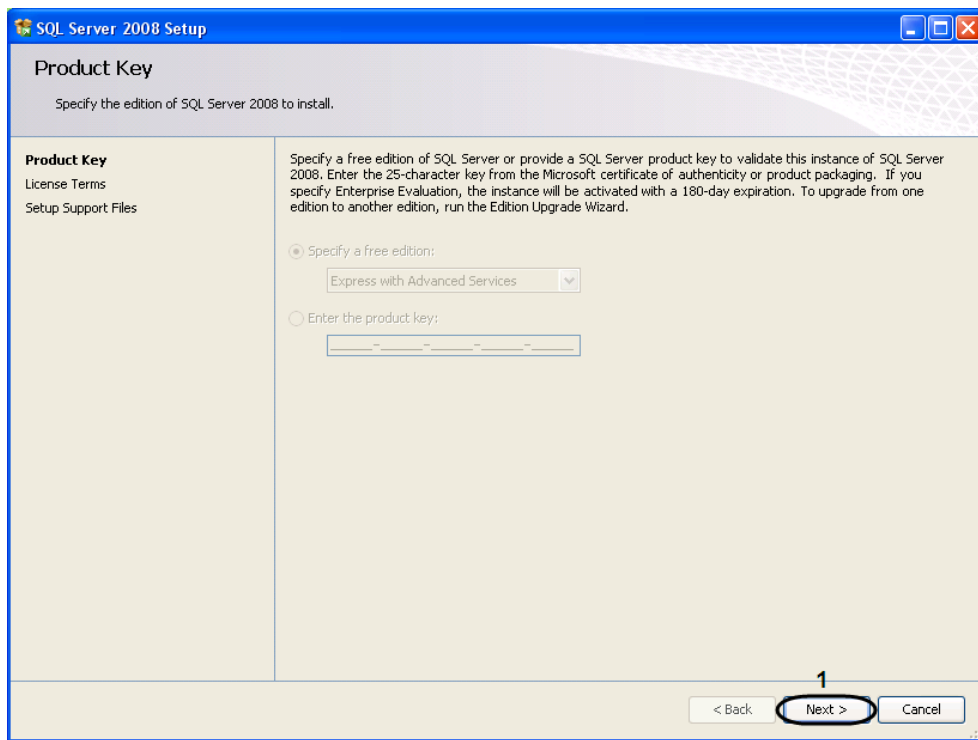 SQL Server 2008 Setup
Product Key
Specify the edition of SQL Server 2008 to install.
Product Key
License Terms
Setup Support Files
Specify a free edition of SQL Server or provide a SQL Server product key to validate this instance of SQL Server
2008. Enter the 25-character key from the Microsoft certificate of authenticity or product packaging. If you
specify Enterprise Evaluation, the instance will be activated with a 180-day expiration. To upgrade from one
edition to another edition, run the Edition Upgrade Wizard.
Specify a free edition:
Express with Advanced Services
Enter the product key:
_____-_____-_____-_____-_____
1
< Back Next > Cancel